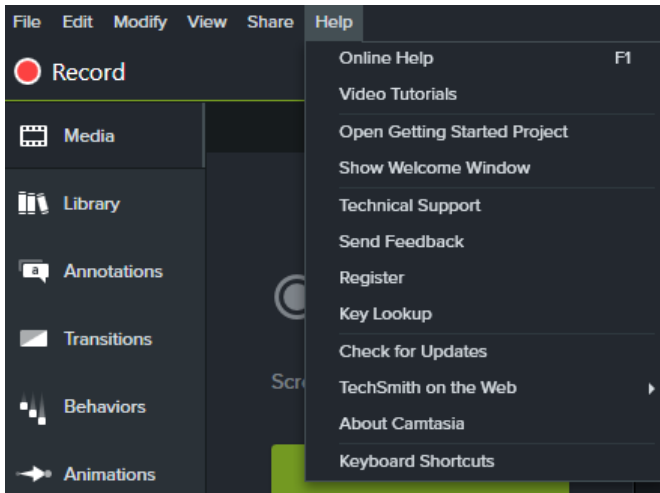 File Edit Modify View Share Help
Record
Media
Library
a
Annotations
Transitions
Behaviors
Animations
Online Help F1
Video Tutorials
Open Getting Started Project
Show Welcome Window
Technical Support
Send Feedback
Register
Key Lookup
Check for Updates
TechSmith on the Web
About Camtasia
Keyboard Shortcuts